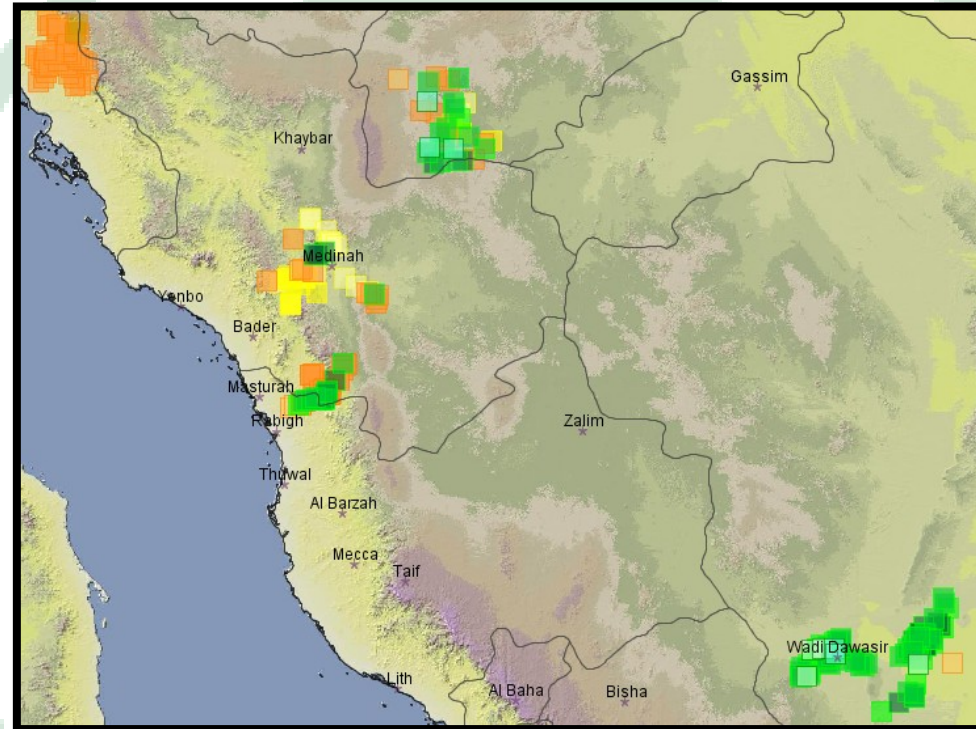 Gassim
Khaybar
Medinah
Yenbo
Bader
Masturah
Rabigh
Zalim
Thuwal
Al Barzah
Mecca
Taif
Wadi Dawasir
Lith
Al Baha
Bisha